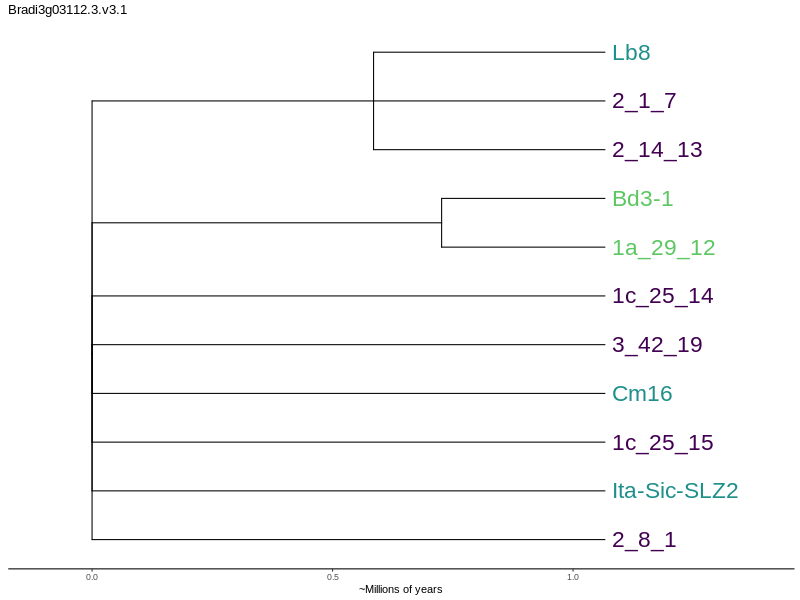 Bradi3g03112.3.v3.1
Lb8
2_1_7
2_14_13
Bd3-1
1a_29_12
1c_25_14
3_42_19
Cm16
1c_25_15
Ita-Sic-SLZ2
2_8_1
0.0 0.5 1.0
~Millions of years